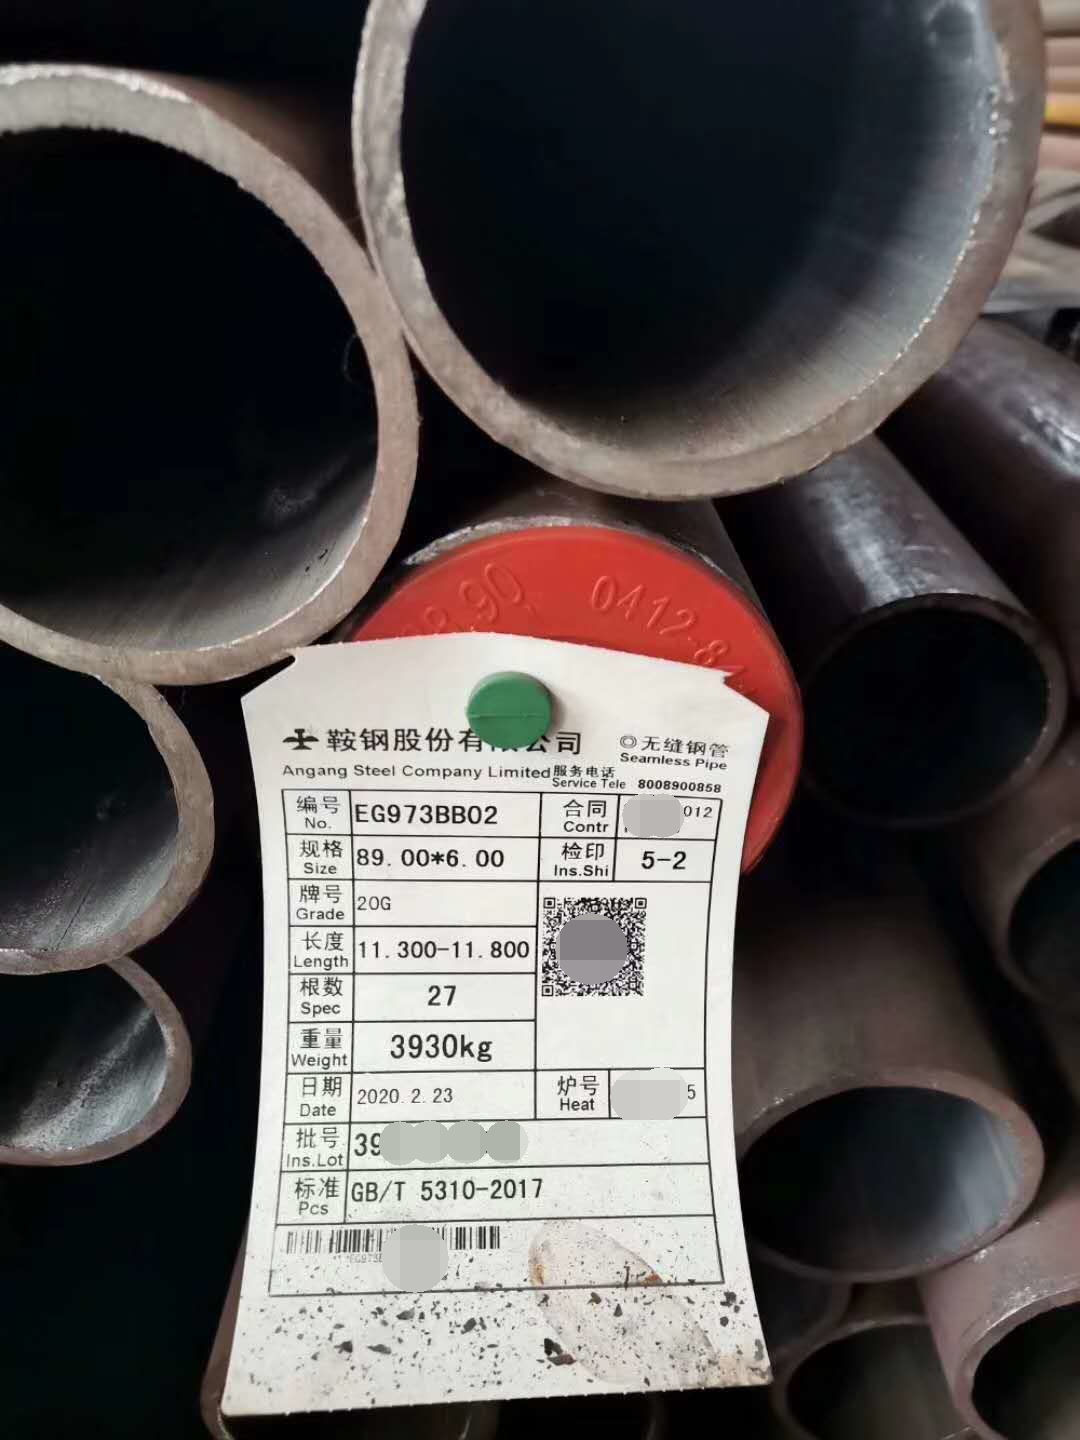 8.90 0412-84
鞍钢股份有限公司 ◎无缝钢管
Seamless Pipe
Angang Steel Company Limited 服务电话
Service Tele 8008900858
编号 No. EG973BB02 合同 Contr 012
规格 Size 89.00*6.00 检印 Ins.Shi 5-2
牌号 Grade 20G
长度 Length 11.300-11.800
根数 Spec 27
重量 Weight 3930kg
日期 Date 2020.2.23 炉号 Heat 5
批号 Ins.Lot 39
标准 Pcs GB/T 5310-2017